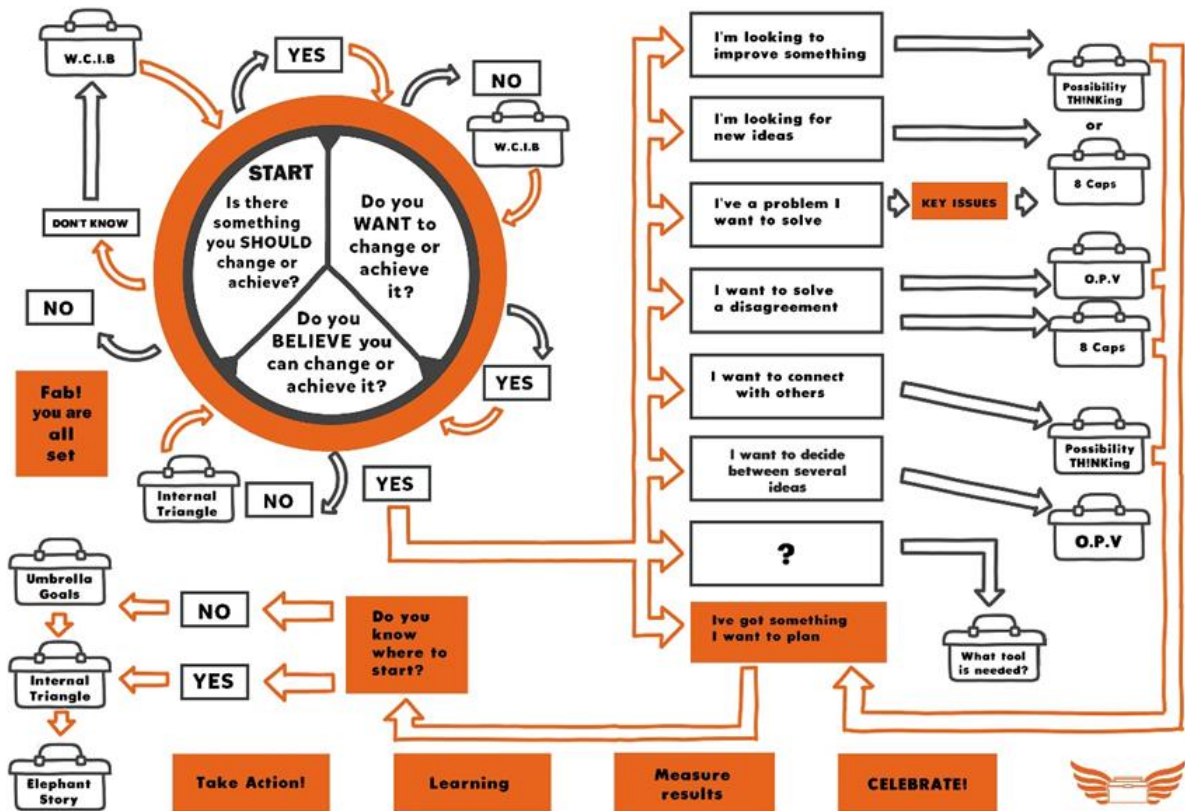 W.C.I.B
YES
NO
W.C.I.B
START
Is there
something
you SHOULD
change or
achieve?
Do you
WANT to
change or
achieve
it?
Do you
BELIEVE you
can change or
achieve it?
DON'T KNOW
NO
YES
Fab!
you are
all
set
Internal
Triangle
NO
YES
I'm looking to
improve something
I'm looking for
new ideas
I've a problem I
want to solve
KEY ISSUES
I want to solve
a disagreement
I want to connect
with others
I want to decide
between several
ideas
?
Ive got something
I want to plan
Possibility
TH!NKing
or
8 Caps
O.P.V
8 Caps
Possibility
TH!NKing
O.P.V
What tool
is needed?
Do you
know
where to
start?
NO
YES
Umbrella
Goals
Internal
Triangle
Elephant
Story
Take Action!
Learning
Measure
results
CELEBRATE!